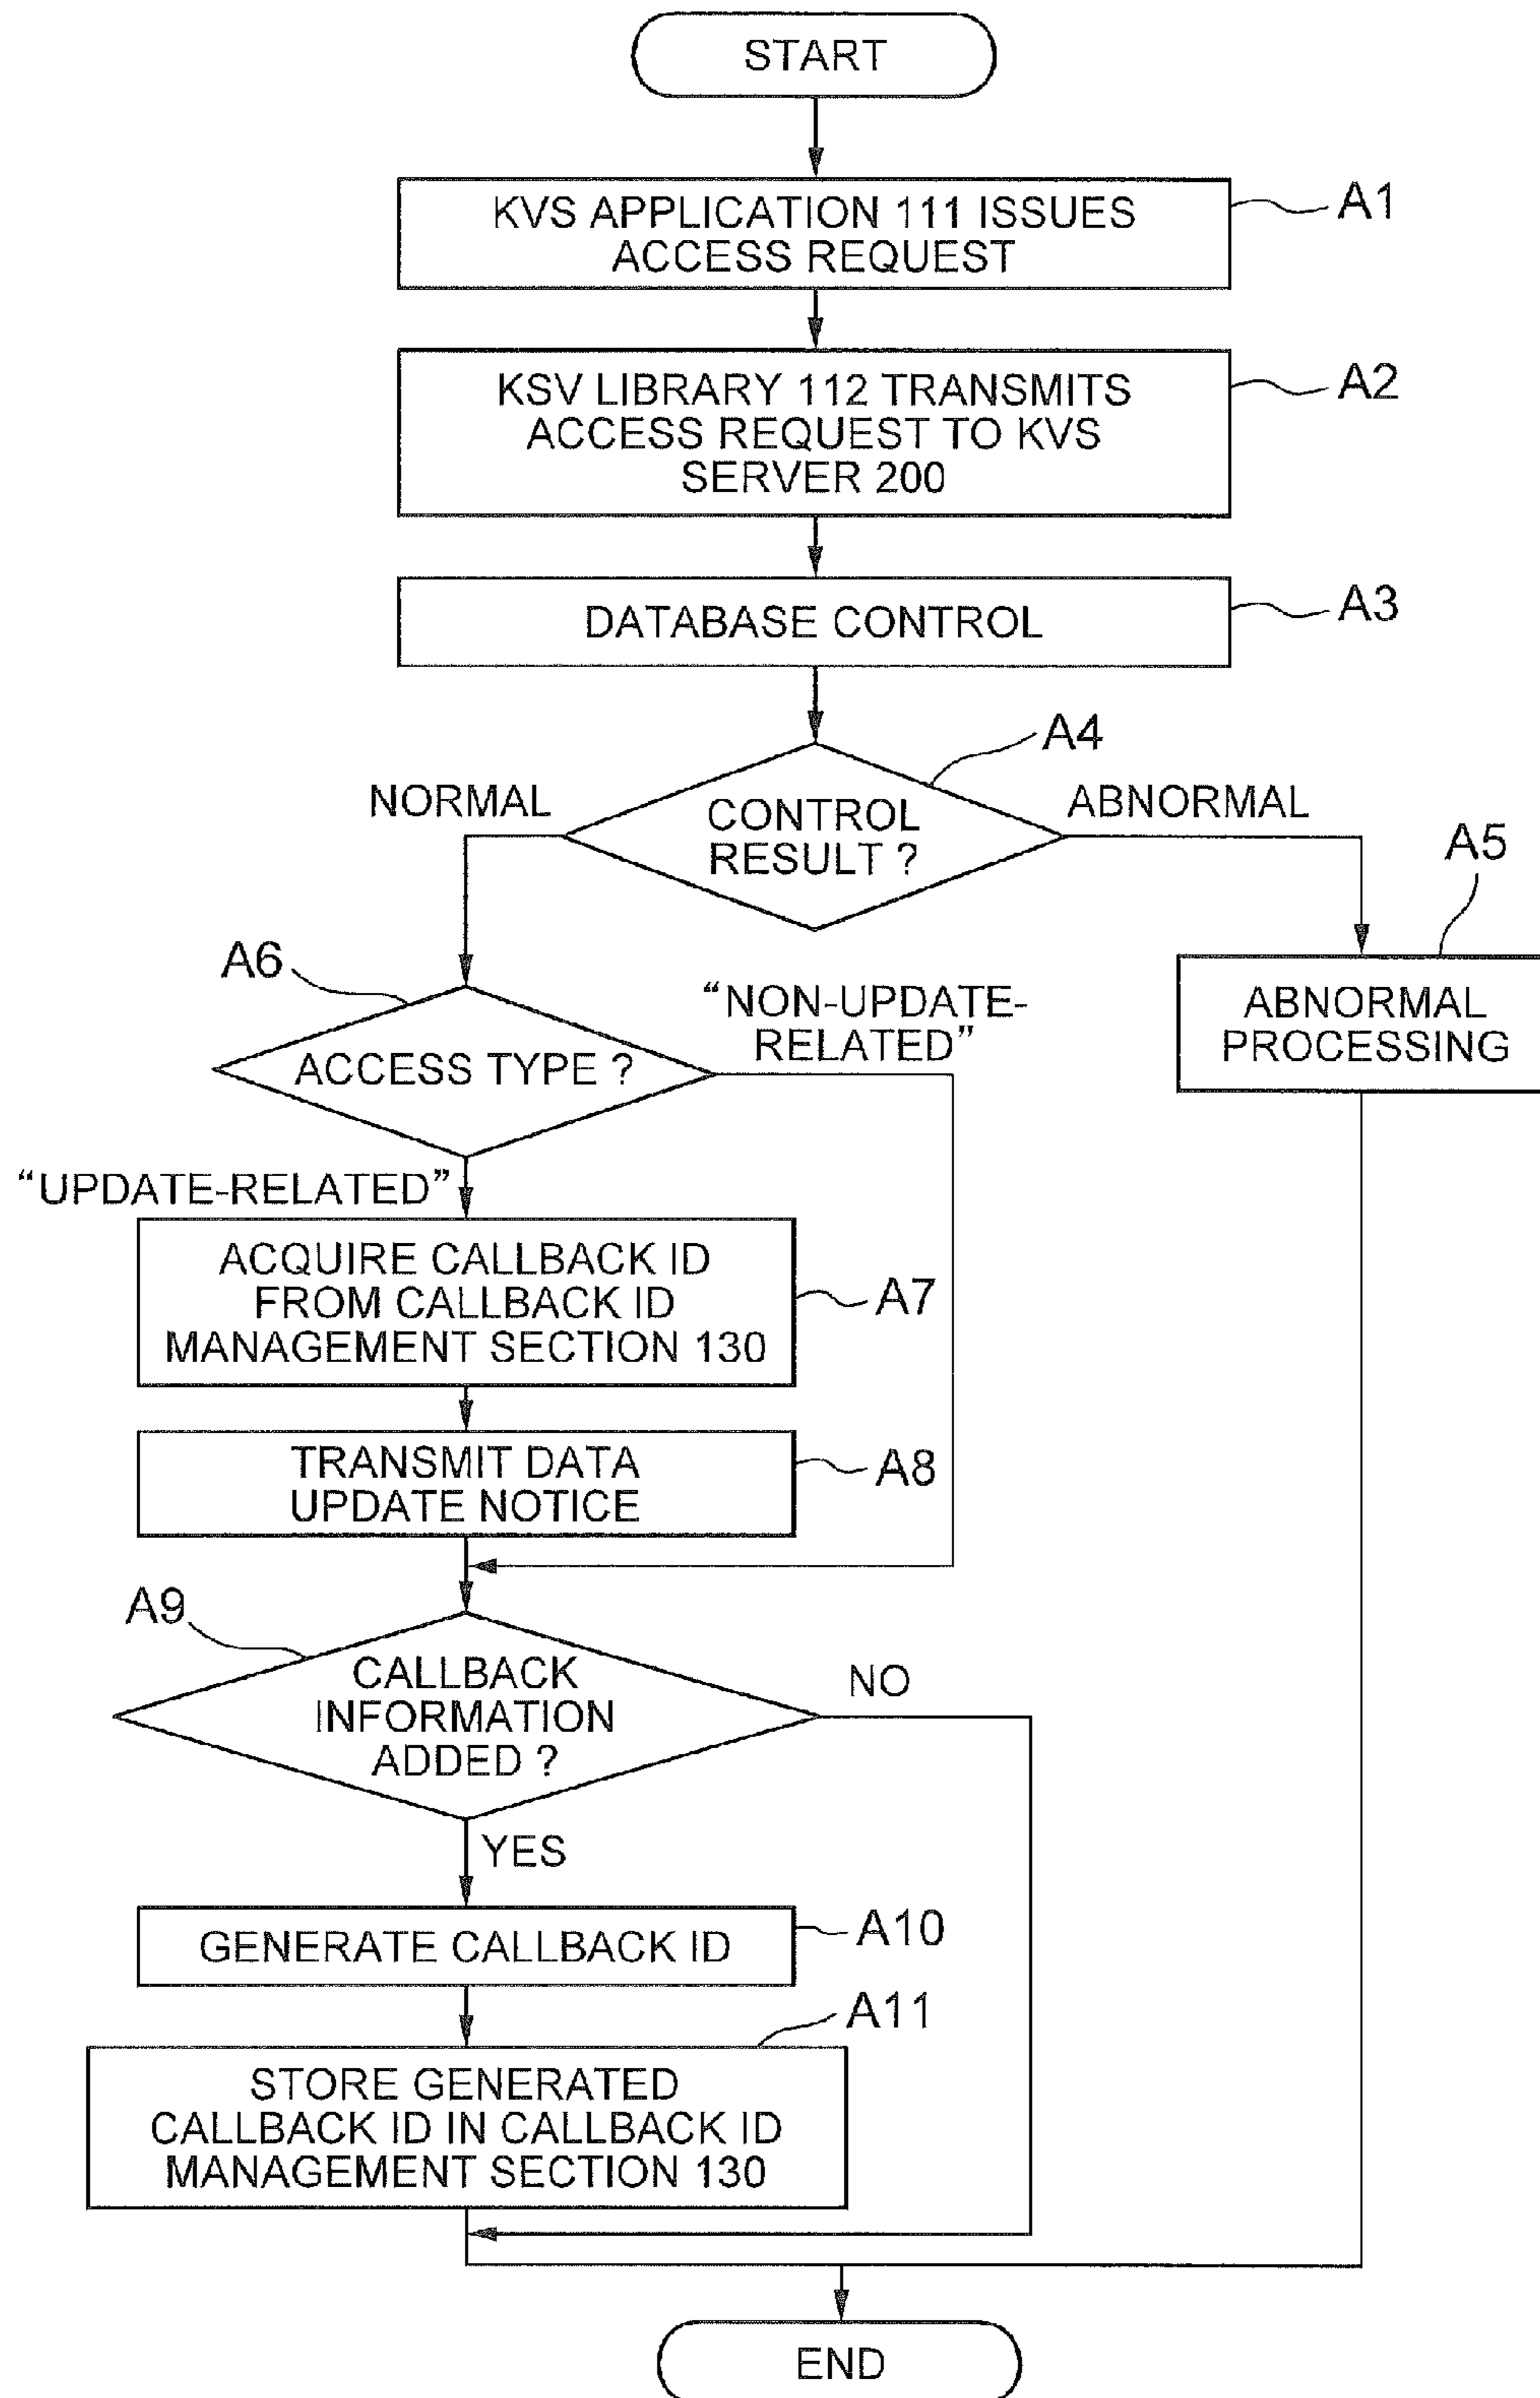 START
KVS APPLICATION 111 ISSUES
ACCESS REQUEST
A1
KSV LIBRARY 112 TRANSMITS
ACCESS REQUEST TO KVS
SERVER 200
A2
DATABASE CONTROL
A3
A4
NORMAL
CONTROL
RESULT ?
ABNORMAL
A5
ABNORMAL
PROCESSING
A6
ACCESS TYPE ?
“NON-UPDATE-
RELATED”
“UPDATE-RELATED”
ACQUIRE CALLBACK ID
FROM CALLBACK ID
MANAGEMENT SECTION 130
A7
TRANSMIT DATA
UPDATE NOTICE
A8
A9
CALLBACK
INFORMATION
ADDED ?
NO
YES
GENERATE CALLBACK ID
A10
A11
STORE GENERATED
CALLBACK ID IN CALLBACK ID
MANAGEMENT SECTION 130
END